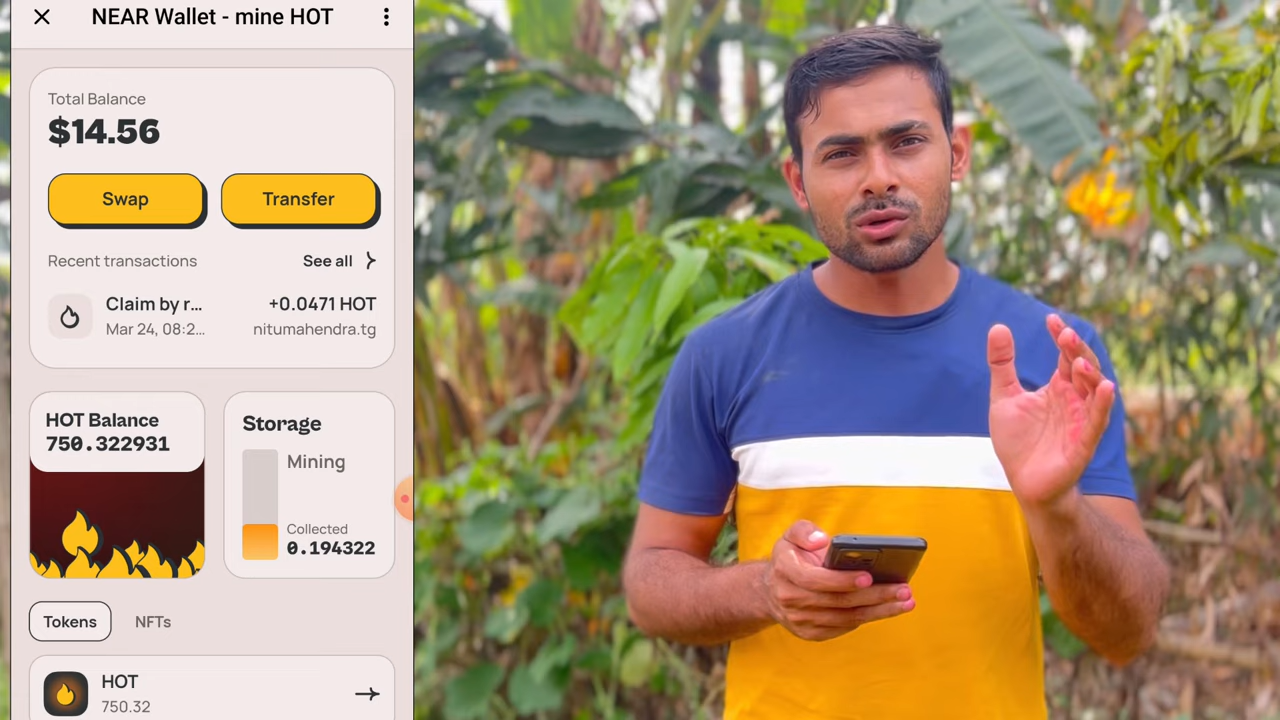 NEAR Wallet - mine HOT
Total Balance
$14.56
Swap
Transfer
Recent transactions
See all
Claim by r...
+0.0471 HOT
Mar 24, 08:2...
nitumahendra.tg
HOT Balance
750.322931
Storage
Mining
Collected
0.194322
Tokens
NFTs
HOT
750.32